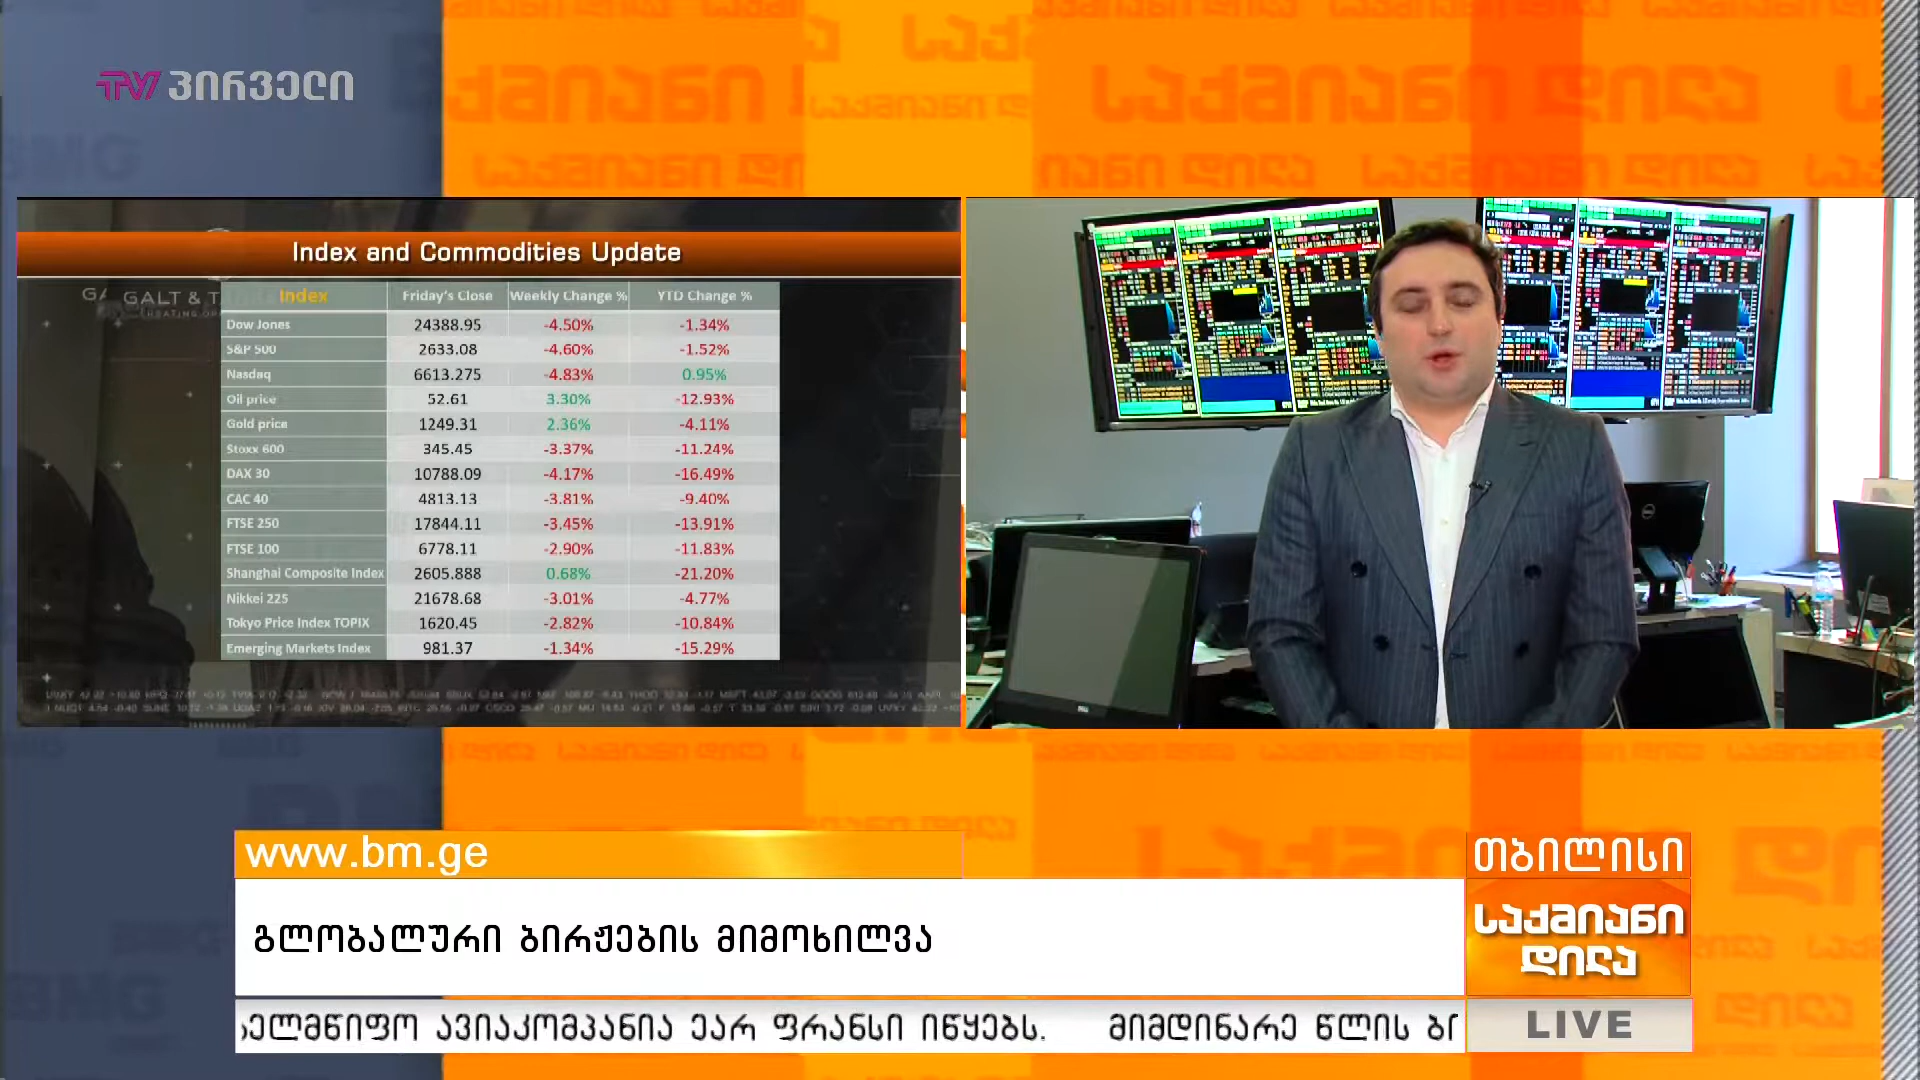 TV პირველი
Index and Commodities Update
GALT & T
Index Friday's Close Weekly Change % YTD Change %
Dow Jones 24388.95 -4.50% -1.34%
S&P 500 2633.08 -4.60% -1.52%
Nasdaq 6613.275 -4.83% 0.95%
Oil price 52.61 3.30% -12.93%
Gold price 1249.31 2.36% -4.11%
Stoxx 600 345.45 -3.37% -11.24%
DAX 30 10788.09 -4.17% -16.49%
CAC 40 4813.13 -3.81% -9.40%
FTSE 250 17844.11 -3.45% -13.91%
FTSE 100 6778.11 -2.90% -11.83%
Shanghai Composite Index 2605.888 0.68% -21.20%
Nikkei 225 21678.68 -3.01% -4.77%
Tokyo Price Index TOPIX 1620.45 -2.82% -10.84%
Emerging Markets Index 981.37 -1.34% -15.29%
www.bm.ge
თბილისი
გლობალური ბირჟების მიმოხილვა
საქმიანი
დილა
ელმწიფო ავიაკომპანია ეარ ფრანსი იწყებს. მიმდინარე წლის ბი
LIVE